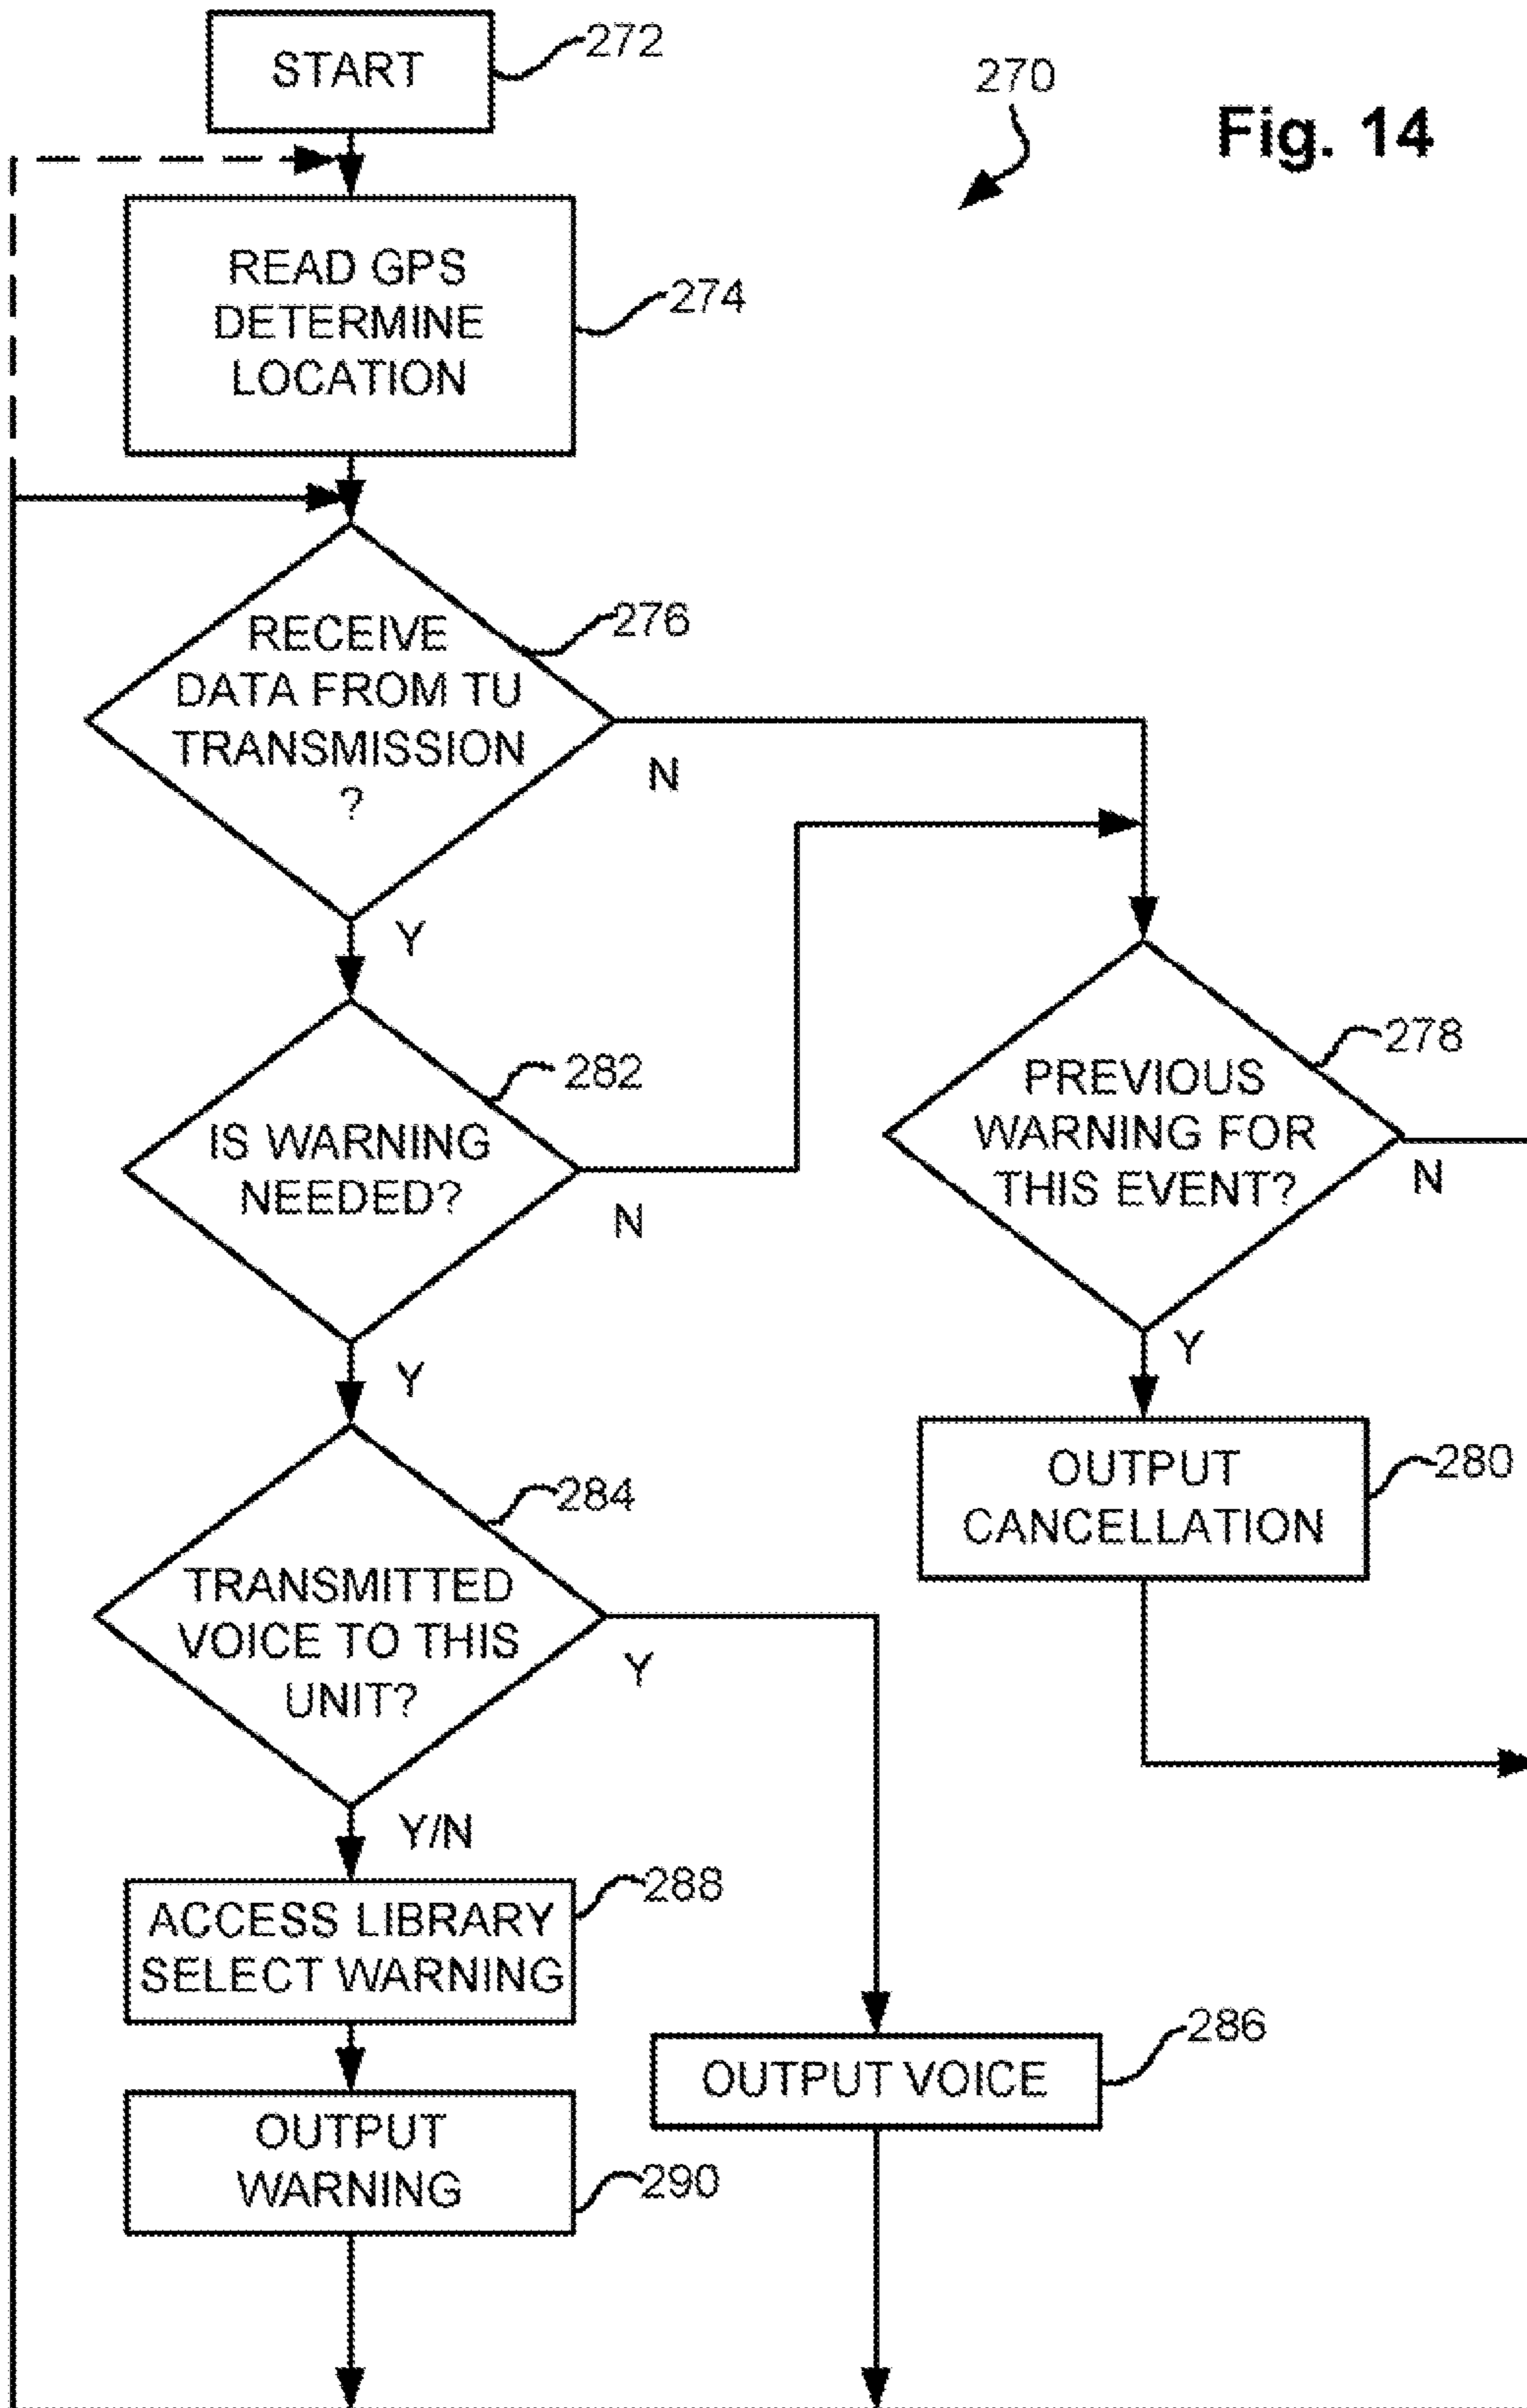 START
272
270
Fig. 14
READ GPS
DETERMINE
LOCATION
274
RECEIVE
DATA FROM TU
TRANSMISSION
?
276
N
Y
IS WARNING
NEEDED?
282
N
Y
PREVIOUS
WARNING FOR
THIS EVENT?
278
N
Y
OUTPUT
CANCELLATION
280
TRANSMITTED
VOICE TO THIS
UNIT?
284
Y
Y/N
ACCESS LIBRARY
SELECT WARNING
288
OUTPUT VOICE
286
OUTPUT
WARNING
290